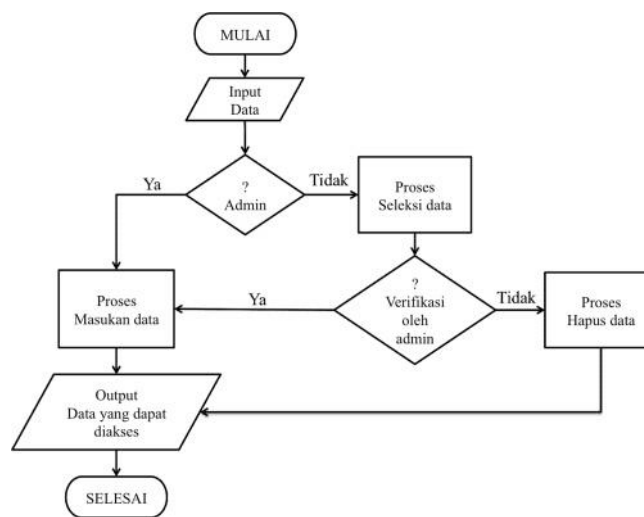 MULAI
Input
Data
Ya
?
Admin
Tidak
Proses
Seleksi data
Proses
Masukan data
Ya
?
Verifikasi
oleh
admin
Tidak
Proses
Hapus data
Output
Data yang dapat
diakses
SELESAI